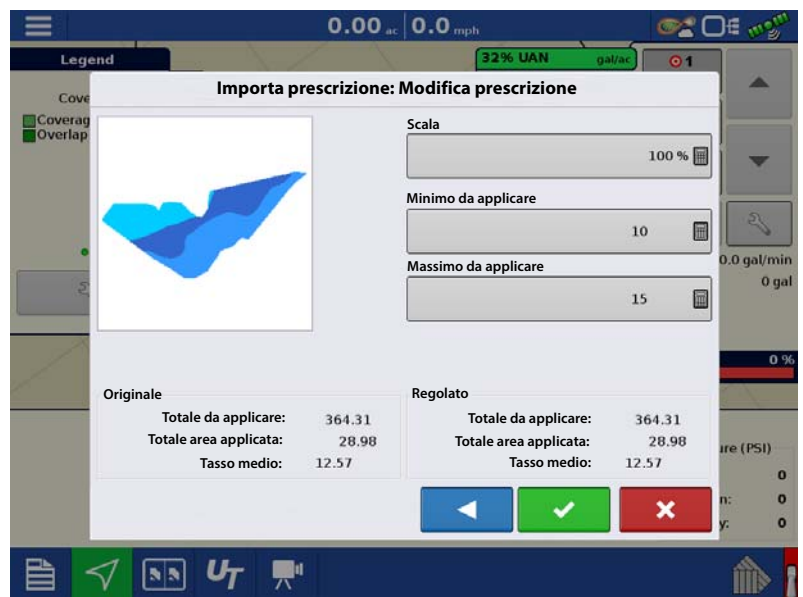 0.00 ac 0.0 mph
Legend
32% UAN gal/ac
1
Cove
Coverag
Overlap
Importa prescrizione: Modifica prescrizione
Scala
100 %
Minimo da applicare
10
Massimo da applicare
15
0.0 gal/min
0 gal
0 %
Originale
Totale da applicare: 364.31
Totale area applicata: 28.98
Tasso medio: 12.57
Regolato
Totale da applicare: 364.31
Totale area applicata: 28.98
Tasso medio: 12.57
ure (PSI)
0
n: 0
y: 0
UT